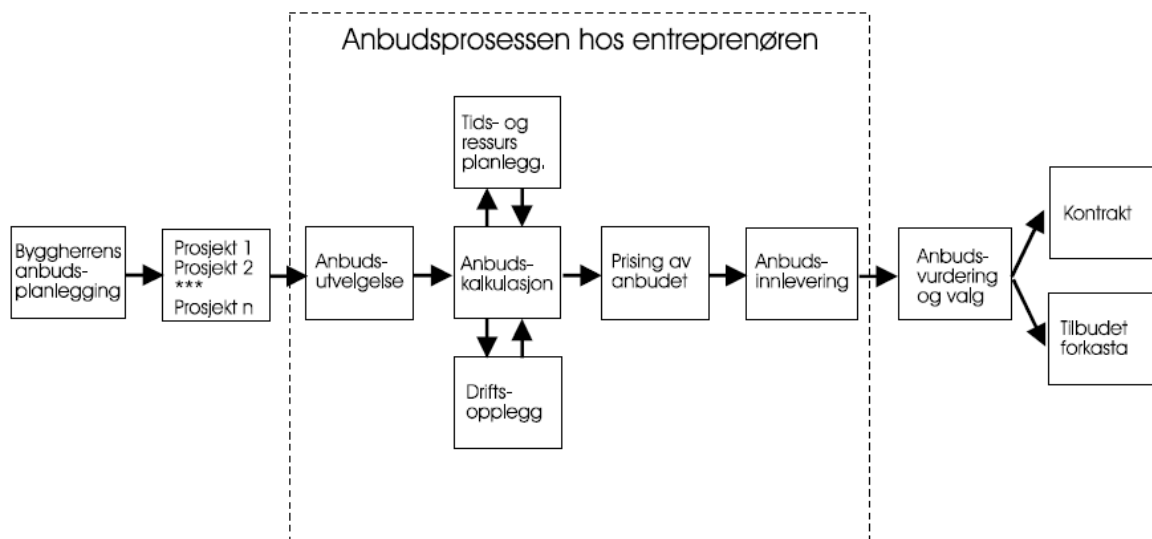 Anbudsprosessen hos entreprenøren
Tids- og
ressurs
planlegg.
Byggherrens
anbuds-
planlegging
Prosjekt 1
Prosjekt 2
***
Prosjekt n
Anbuds-
utvelgelse
Anbuds-
kalkulasjon
Prising av
anbudet
Anbuds-
innlevering
Anbuds-
vurdering
og valg
Kontrakt
Tilbudet
forkasta
Drifts-
opplegg